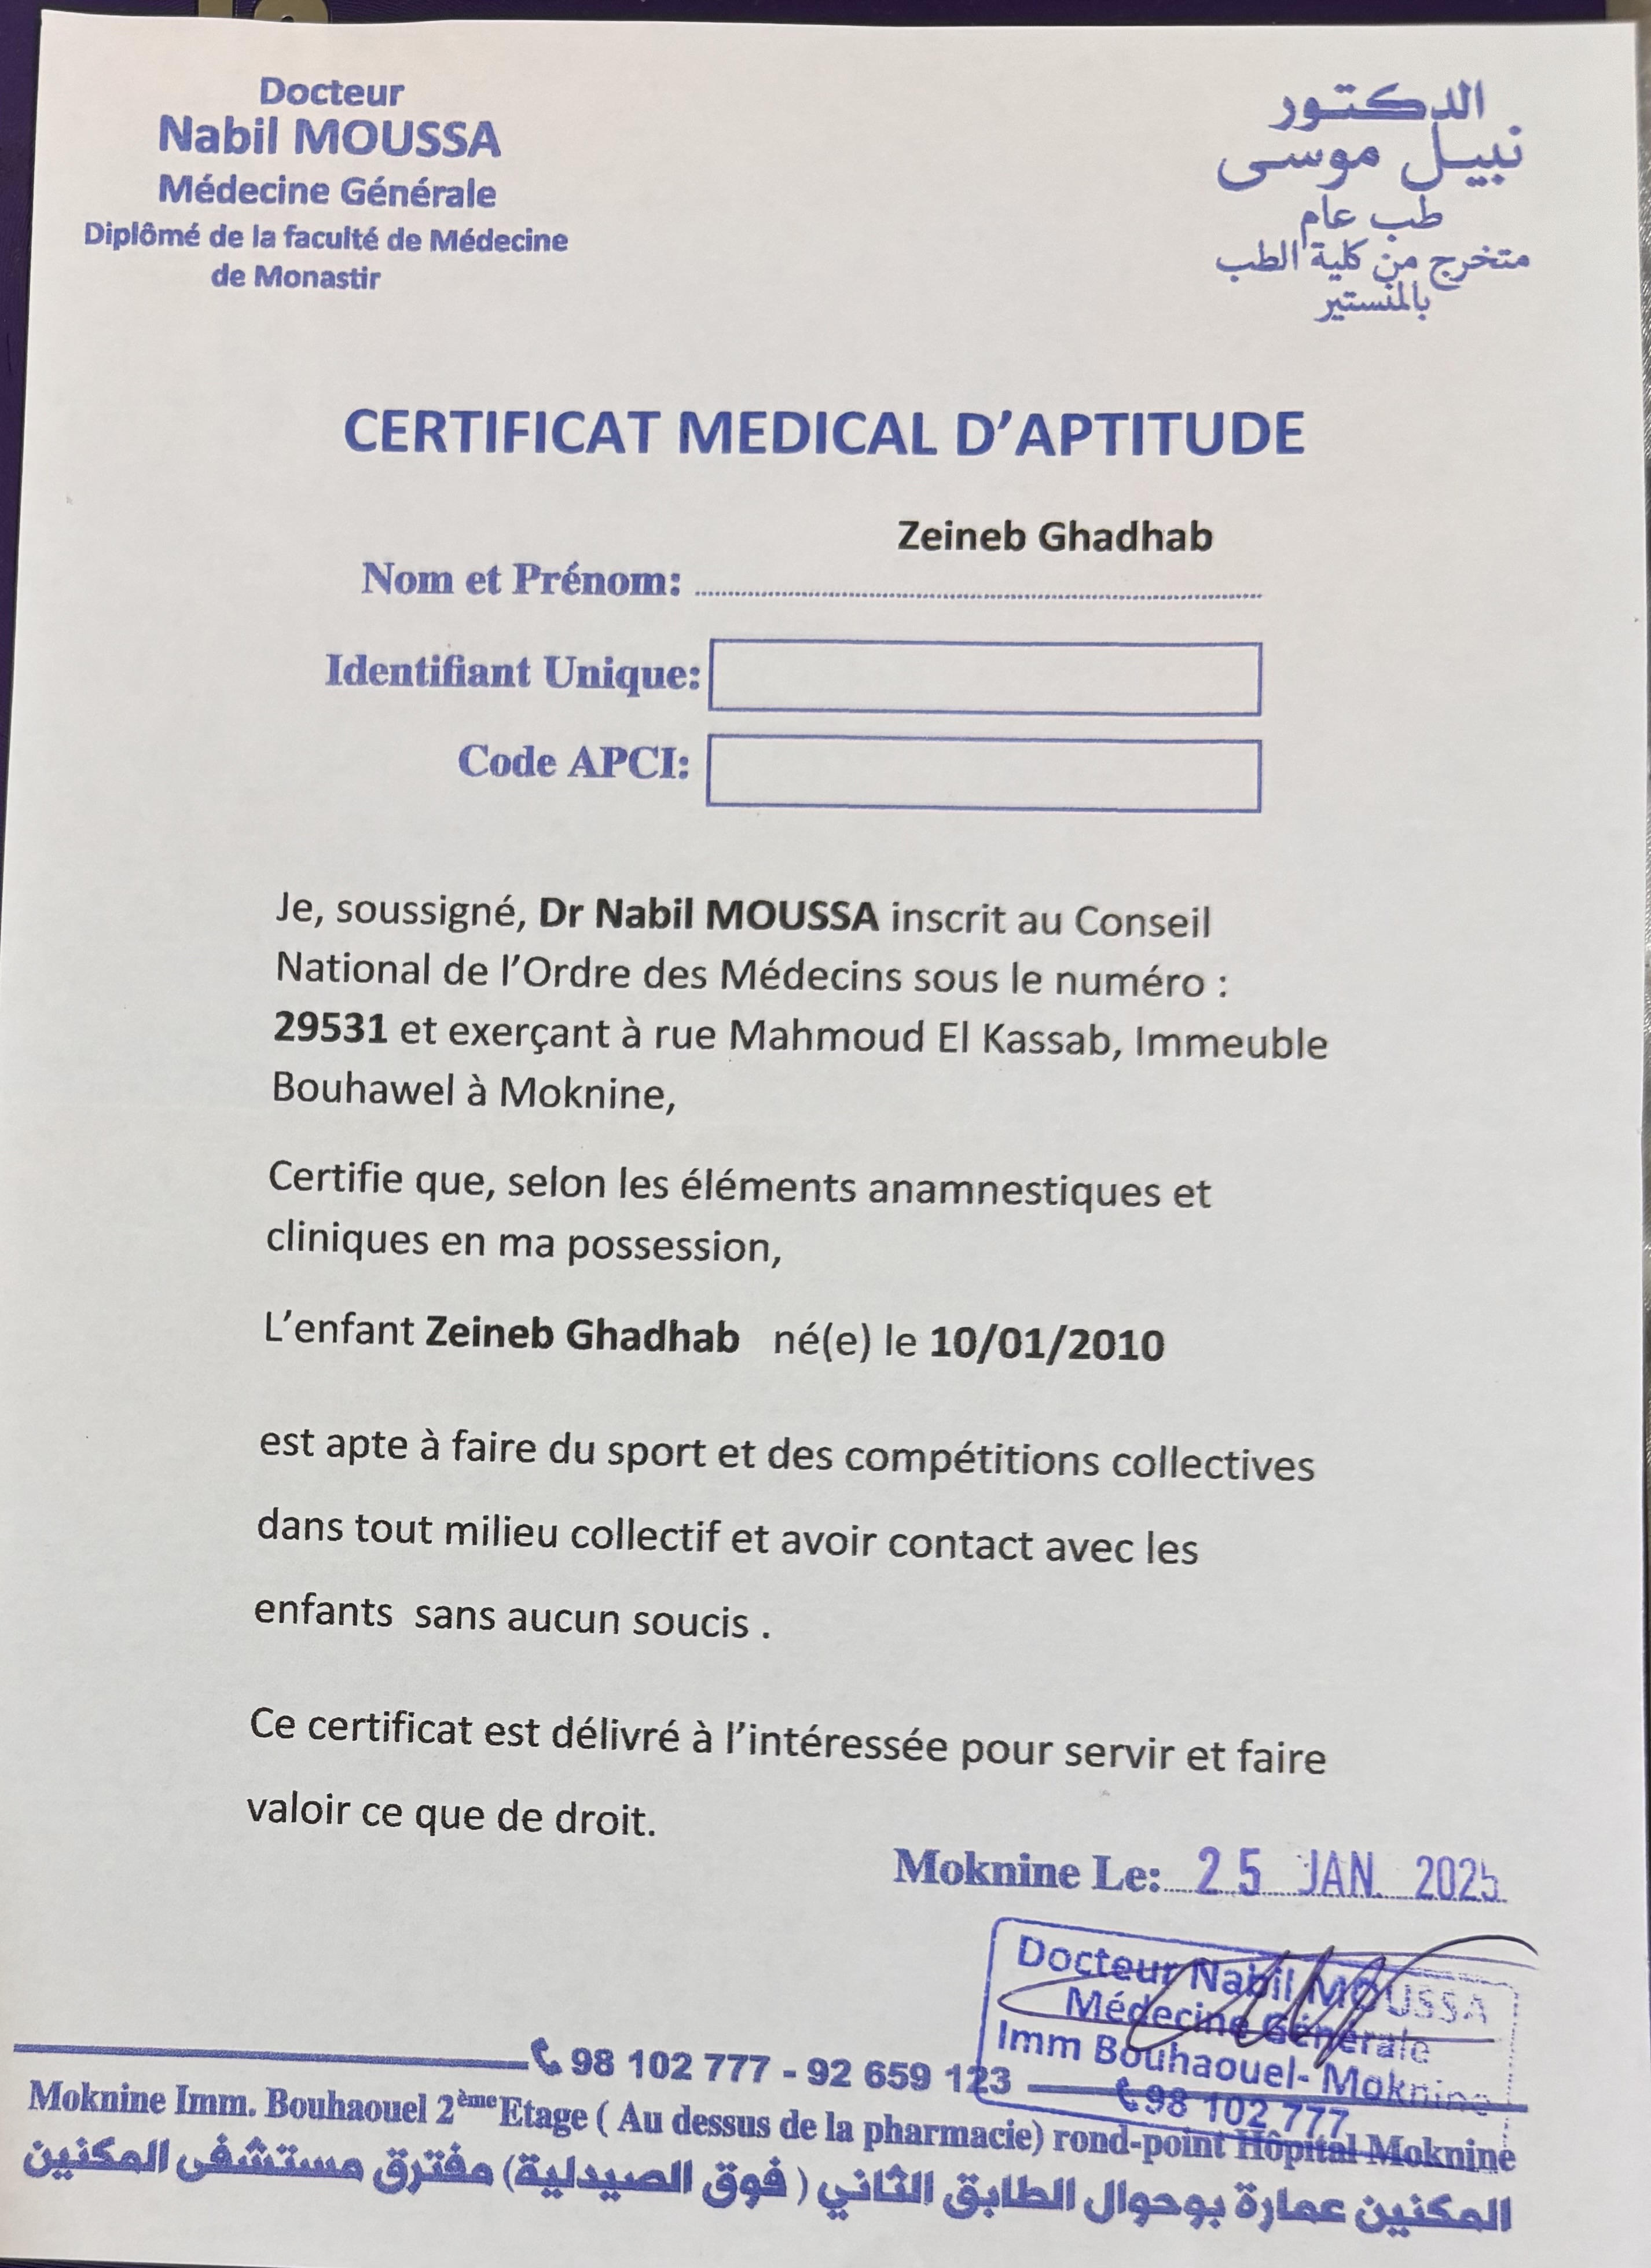 Docteur
Nabil MOUSSA
Médecine Générale
Diplômé de la faculté de Médecine
de Monastir
الدكتور
نبيل موسى
طب عام
متخرج من كلية الطب
بالمنستير
CERTIFICAT MEDICAL D’APTITUDE
Zeineb Ghadhab
Nom et Prénom:
Identifiant Unique:
Code APCI:
Je, soussigné, Dr Nabil MOUSSA inscrit au Conseil
National de l’Ordre des Médecins sous le numéro :
29531 et exerçant à rue Mahmoud El Kassab, Immeuble
Bouhawel à Moknine,
Certifie que, selon les éléments anamnestiques et
cliniques en ma possession,
L’enfant Zeineb Ghadhab né(e) le 10/01/2010
est apte à faire du sport et des compétitions collectives
dans tout milieu collectif et avoir contact avec les
enfants sans aucun soucis .
Ce certificat est délivré à l’intéressée pour servir et faire
valoir ce que de droit.
Moknine Le: 25 JAN. 2025
Docteur Nabil MOUSSA
Médecine Générale
Imm Bouhaouel- Moknine
98 102 777
98 102 777 - 92 659 123
Moknine Imm. Bouhaouel 2ème Etage ( Au dessus de la pharmacie) rond-point Hôpital Moknine
المكنين عمارة بوحوال الطابق الثاني ( فوق الصيدلية) مفترق مستشفى المكنين